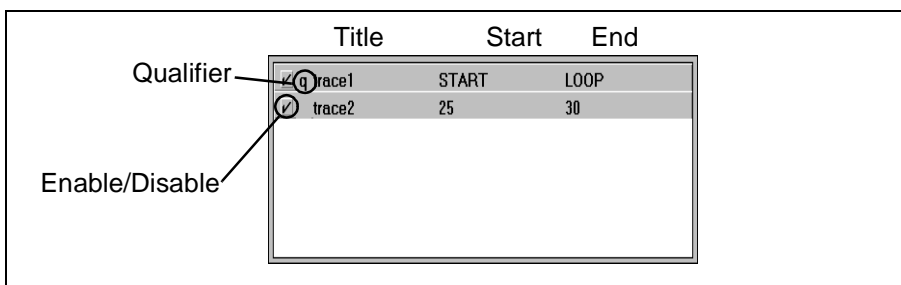 Title Start End
Qualifier
✓ q trace1 START LOOP
✓ trace2 25 30
Enable/Disable